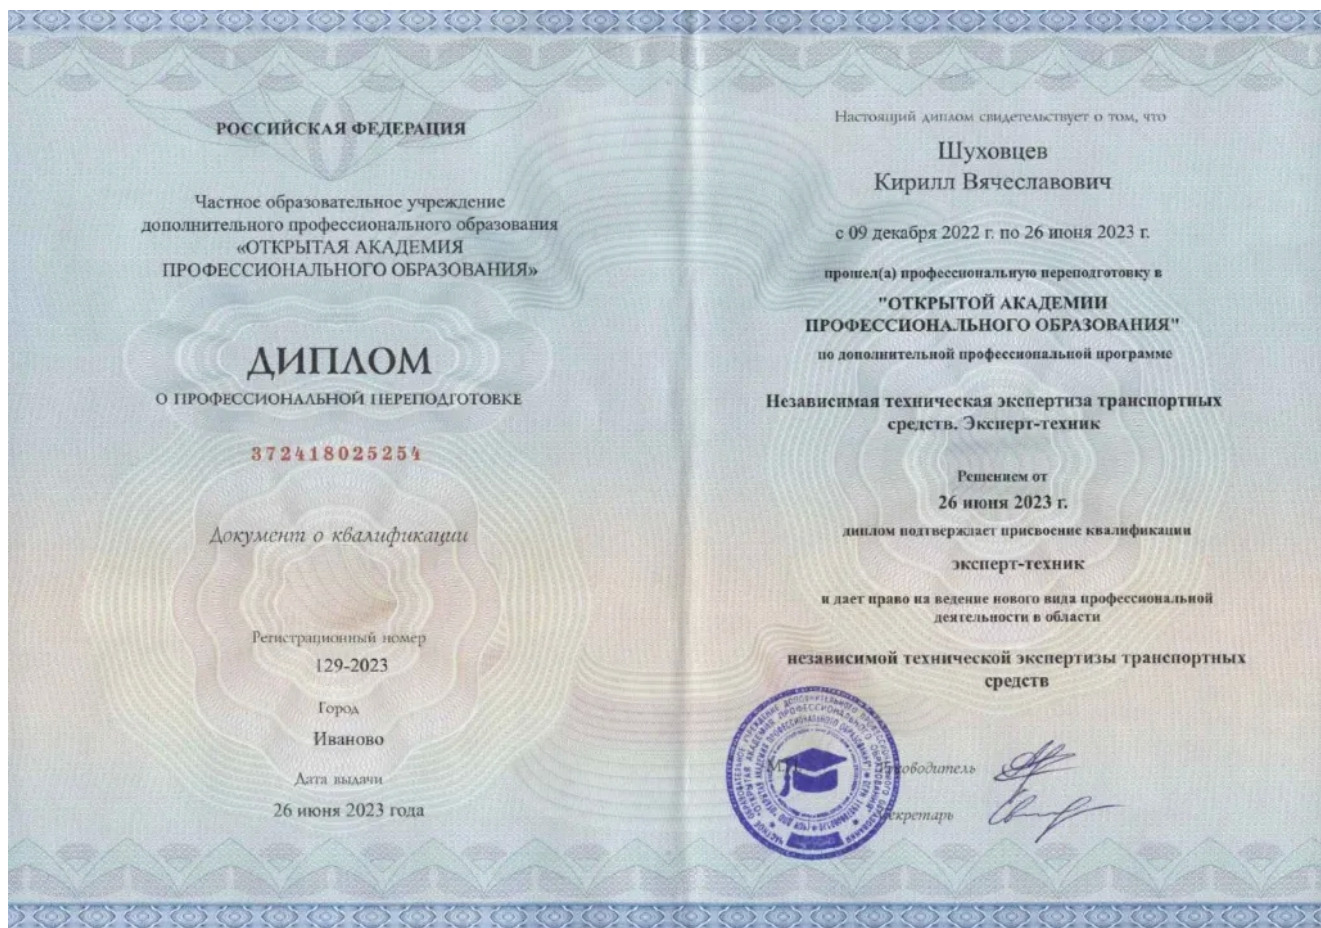 РОССИЙСКАЯ ФЕДЕРАЦИЯ
Частное образовательное учреждение
дополнительного профессионального образования
«ОТКРЫТАЯ АКАДЕМИЯ
ПРОФЕССИОНАЛЬНОГО ОБРАЗОВАНИЯ»
ДИПЛОМ
О ПРОФЕССИОНАЛЬНОЙ ПЕРЕПОДГОТОВКЕ
372418025254
Документ о квалификации
Регистрационный номер
129-2023
Город
Иваново
Дата выдачи
26 июня 2023 года
Настоящий диплом свидетельствует о том, что
Шуховцев
Кирилл Вячеславович
с 09 декабря 2022 г. по 26 июня 2023 г.
прошел(а) профессиональную переподготовку в
"ОТКРЫТОЙ АКАДЕМИИ
ПРОФЕССИОНАЛЬНОГО ОБРАЗОВАНИЯ"
по дополнительной профессиональной программе
Независимая техническая экспертиза транспортных
средств. Эксперт-техник
Решением от
26 июня 2023 г.
диплом подтверждает присвоение квалификации
эксперт-техник
и дает право на ведение нового вида профессиональной
деятельности в области
независимой технической экспертизы транспортных
средств
Руководитель
Секретарь